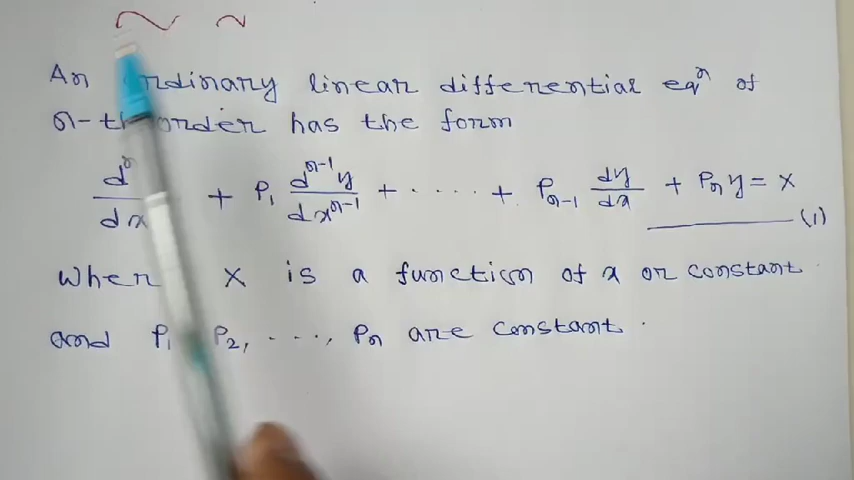 An ordinary linear differential eqⁿ of
n-th order has the form
dⁿ / dx + P₁ dⁿ⁻¹y / dxⁿ⁻¹ + ····· + Pₙ₋₁ dy / dx + Pₙy = X
(1)
When X is a function of x or constant
and P₁ P₂, ····, Pₙ are constant.